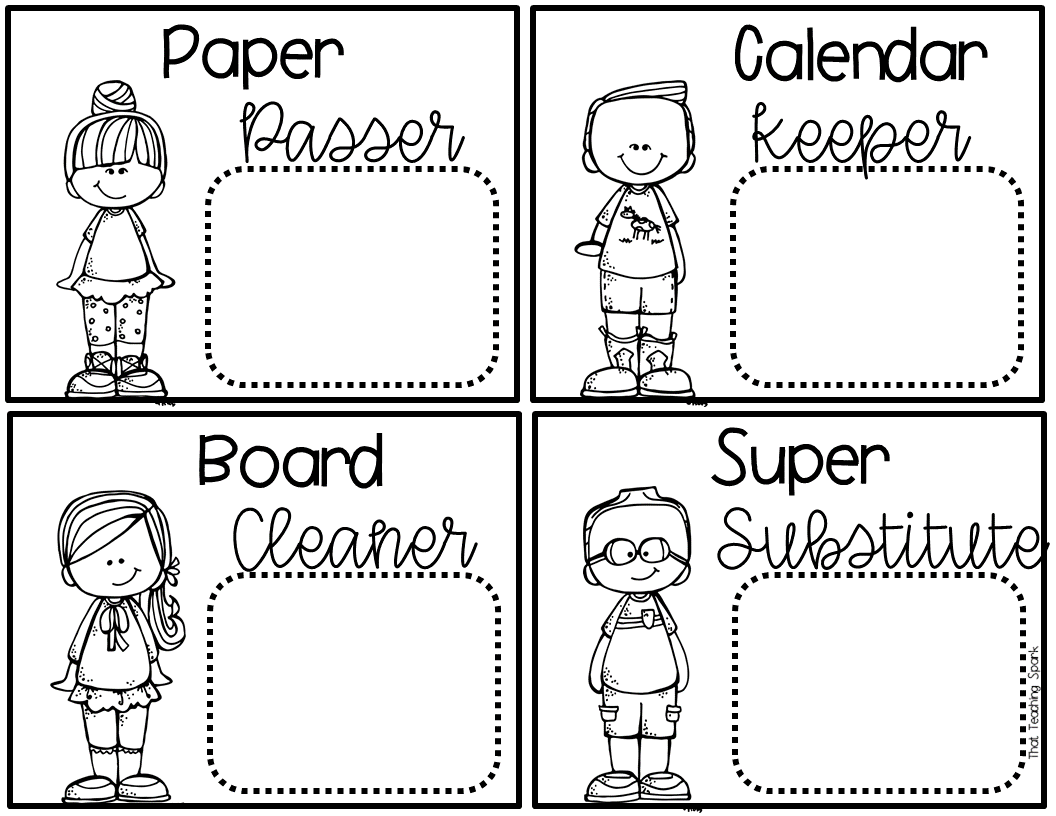 Paper
Passer
Calendar
Keeper
Board
Cleaner
Super
Substitute
That Teaching Spark